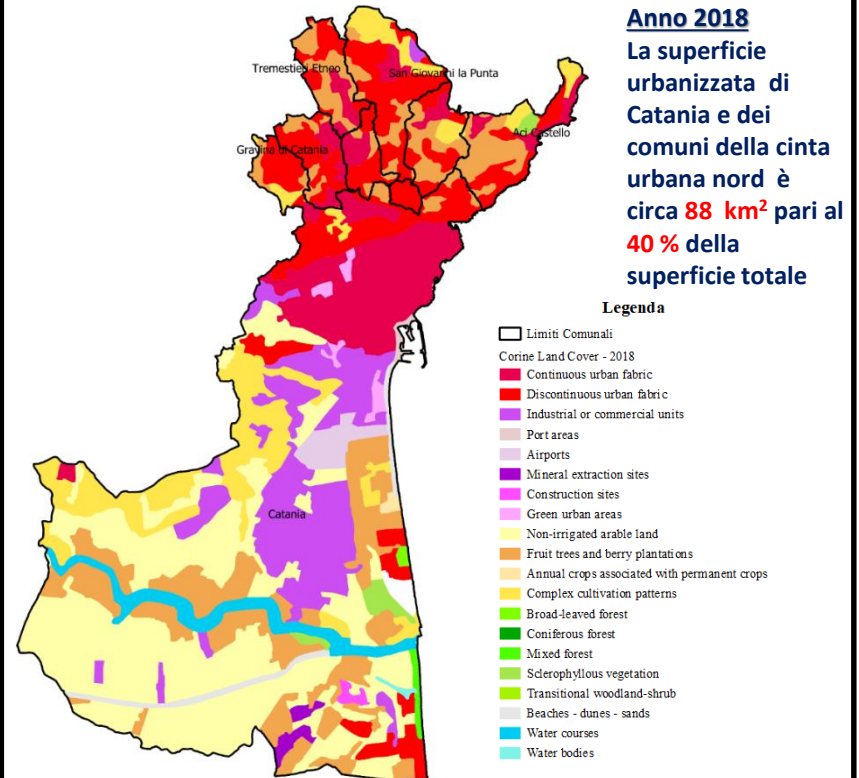 Anno 2018
La superficie
urbanizzata di
Catania e dei
comuni della cinta
urbana nord è
circa 88 km² pari al
40 % della
superficie totale
Tremestieri Etneo
San Giovanni la Punta
Aci Castello
Gravina di Catania
Catania
Legenda
Limiti Comunali
Corine Land Cover - 2018
Continuous urban fabric
Discontinuous urban fabric
Industrial or commercial units
Port areas
Airports
Mineral extraction sites
Construction sites
Green urban areas
Non-irrigated arable land
Fruit trees and berry plantations
Annual crops associated with permanent crops
Complex cultivation patterns
Broad-leaved forest
Coniferous forest
Mixed forest
Sclerophyllous vegetation
Transitional woodland-shrub
Beaches - dunes - sands
Water courses
Water bodies